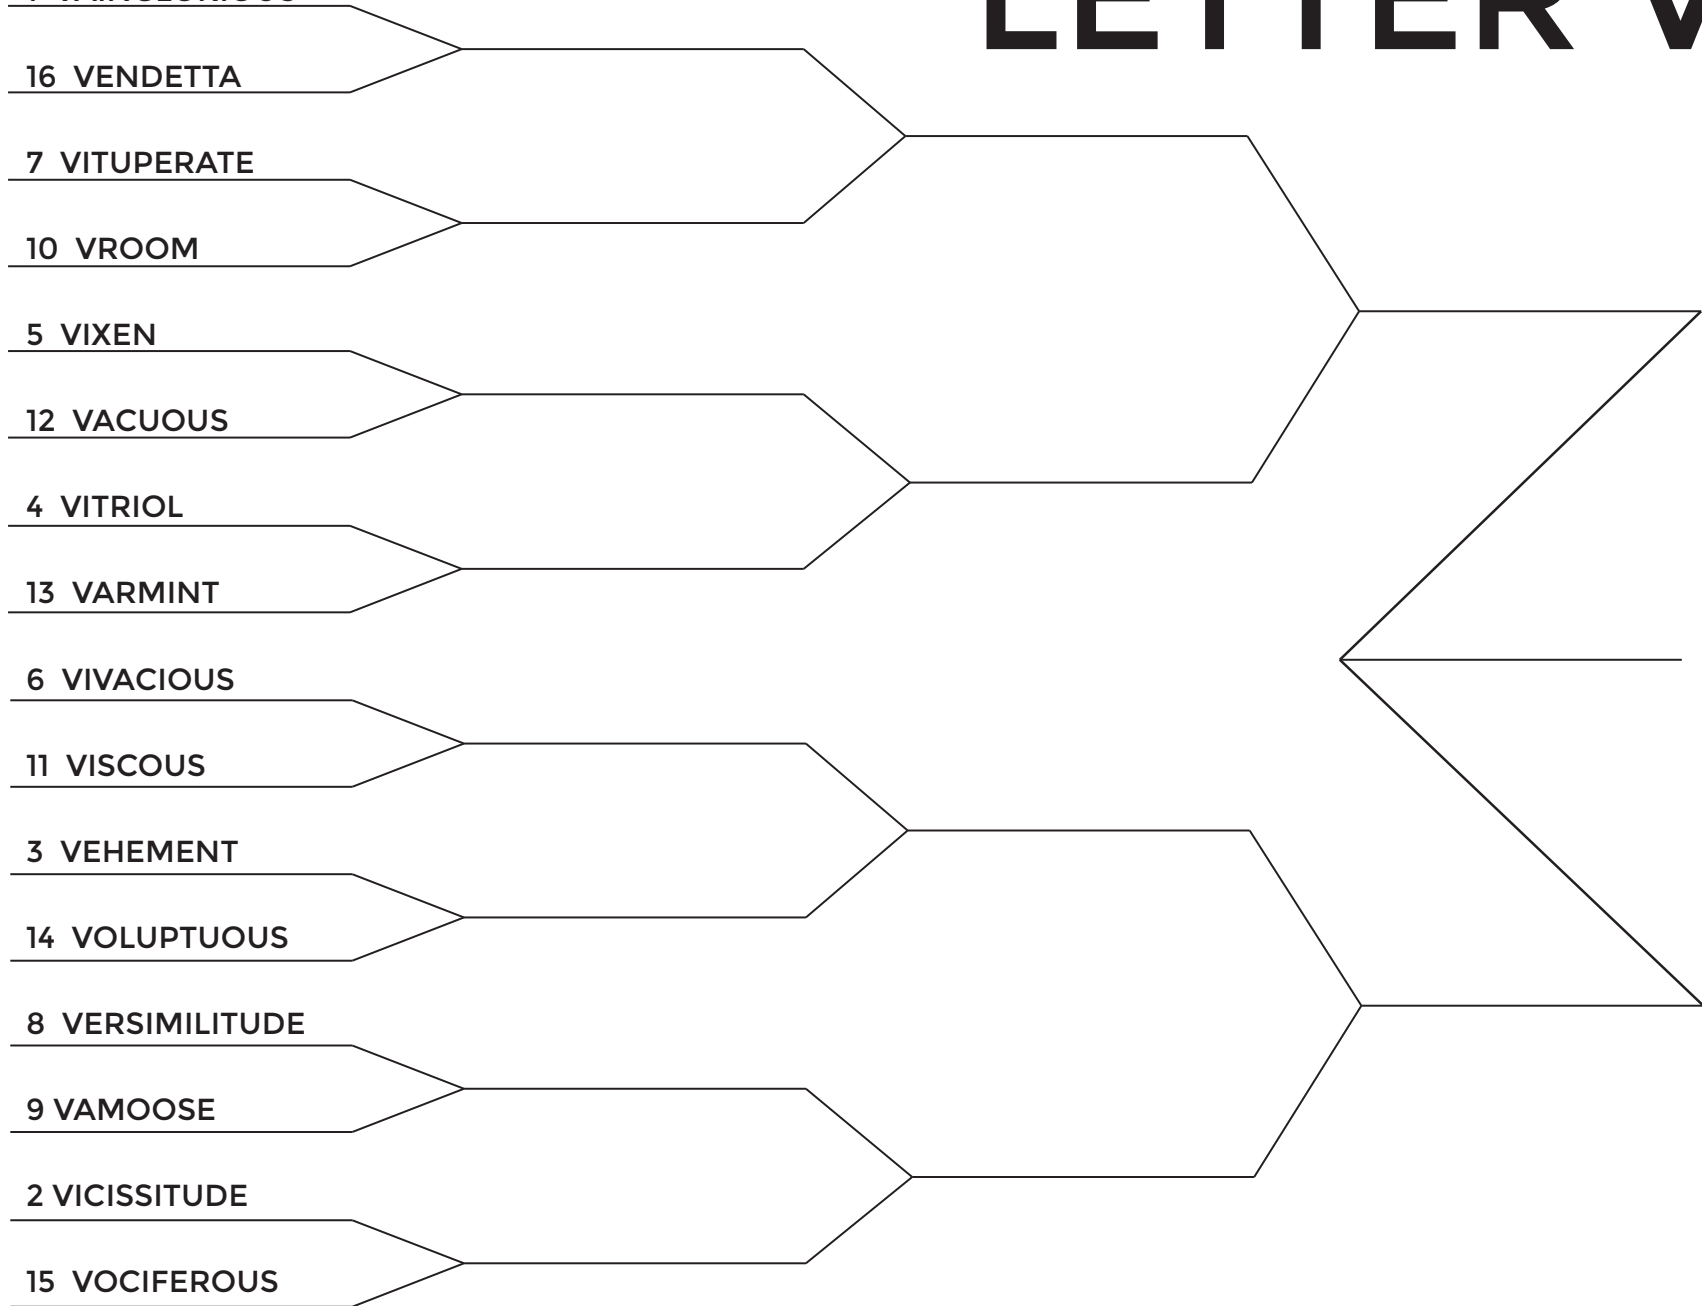 LETTER V
16 VENDETTA
7 VITUPERATE
10 VROOM
5 VIXEN
12 VACUOUS
4 VITRIOL
13 VARMINT
6 VIVACIOUS
11 VISCOUS
3 VEHEMENT
14 VOLUPTUOUS
8 VERSIMILITUDE
9 VAMOOSE
2 VICISSITUDE
15 VOCIFEROUS